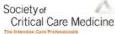 Society of
Critical Care Medicine
The Intensive Care Professionals